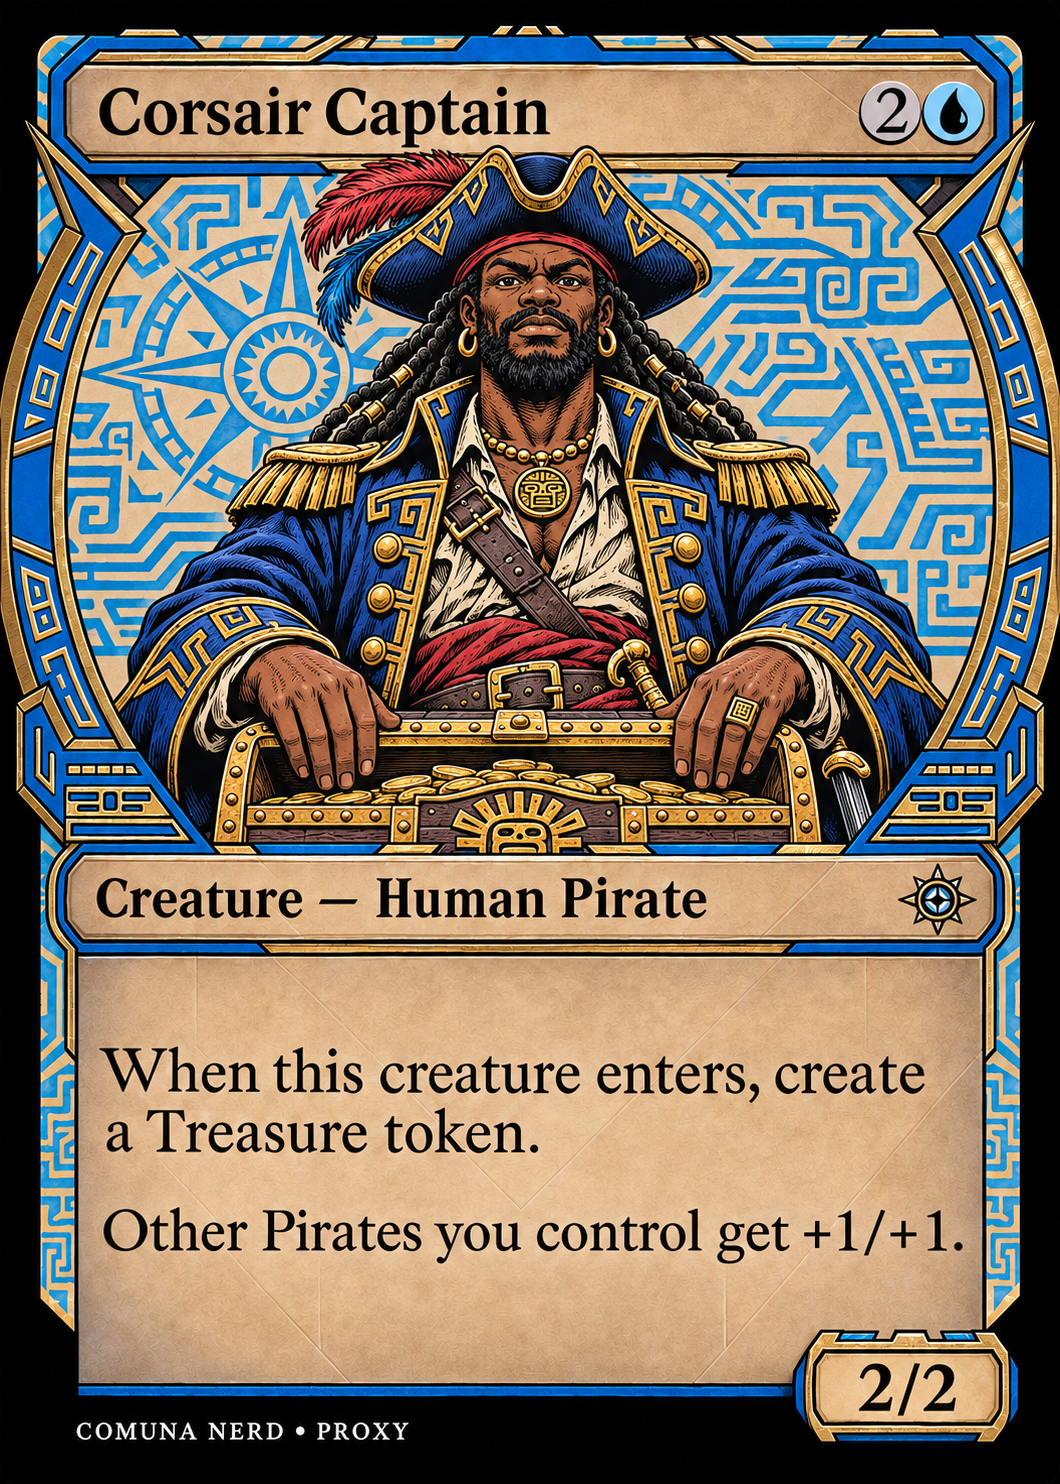 Corsair Captain 2
Creature — Human Pirate
When this creature enters, create
a Treasure token.
Other Pirates you control get +1/+1.
2/2
COMUNA NERD • PROXY